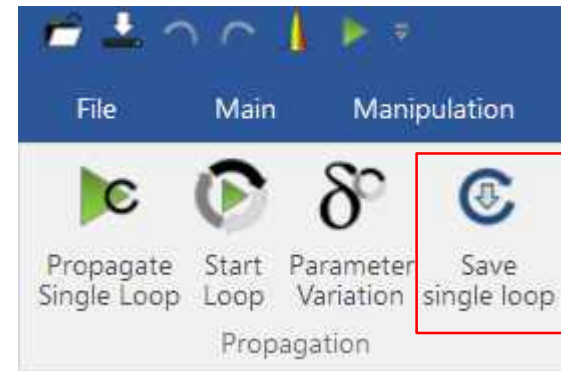 File Main Manipulation
Propagate Start Parameter Save
Single Loop Loop Variation single loop
Propagation